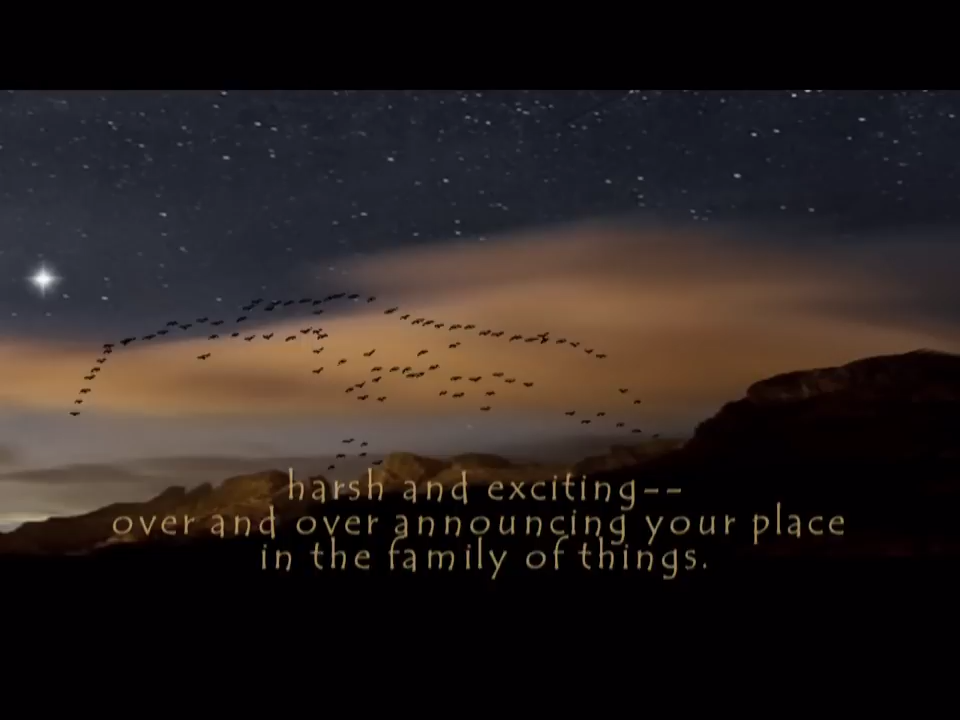 harsh and exciting--
over and over announcing your place
in the family of things.